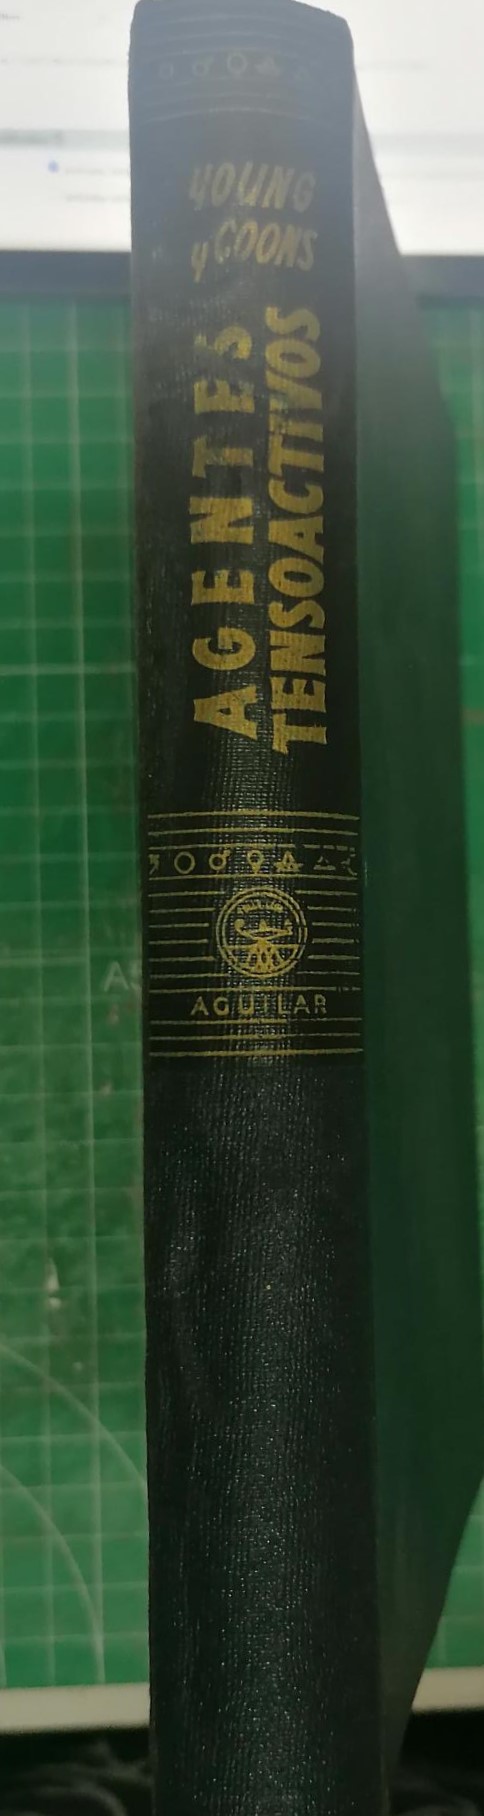 YOUNG
y COONS
AGENTES
TENSOACTIVOS
AGUILAR